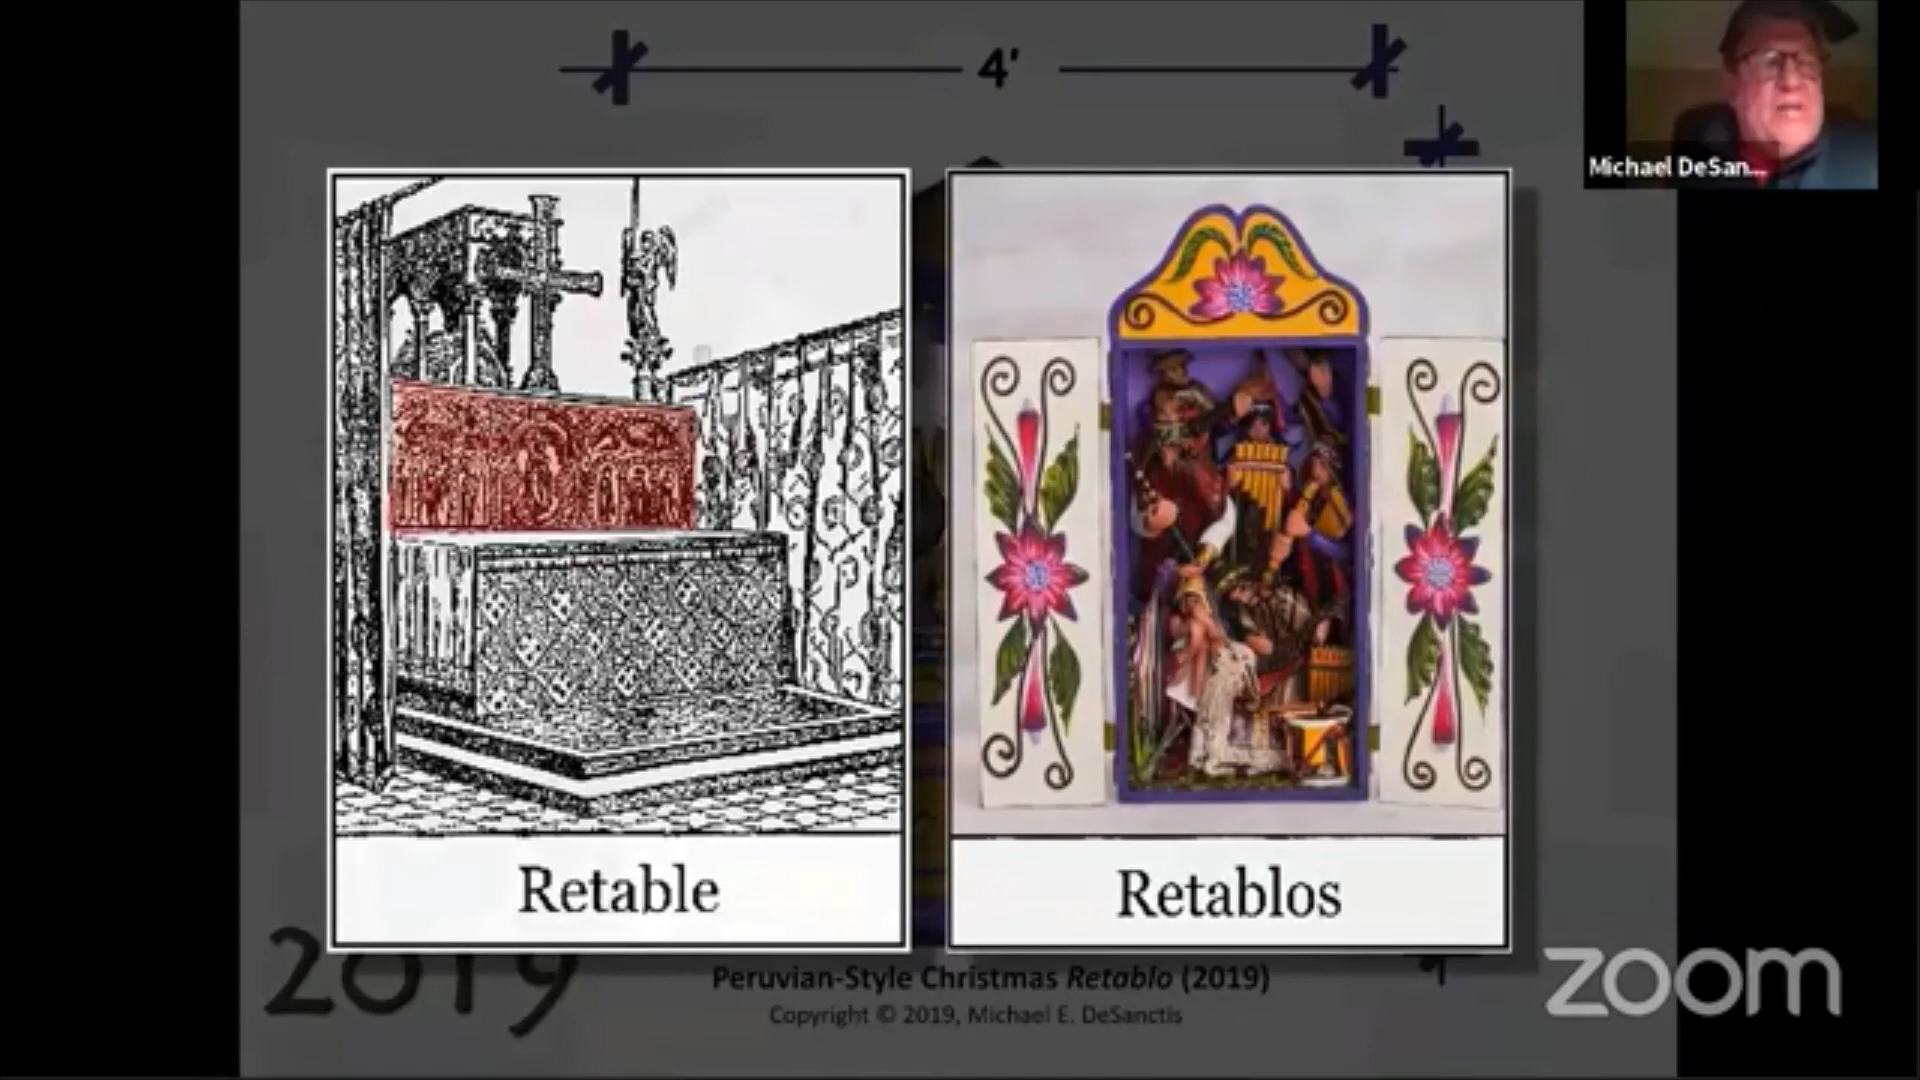 4'
Michael DeSan...
Retable
Retablos
2019
Peruvian-Style Christmas Retablo (2019)
Copyright © 2019, Michael E. DeSanctis
zoom